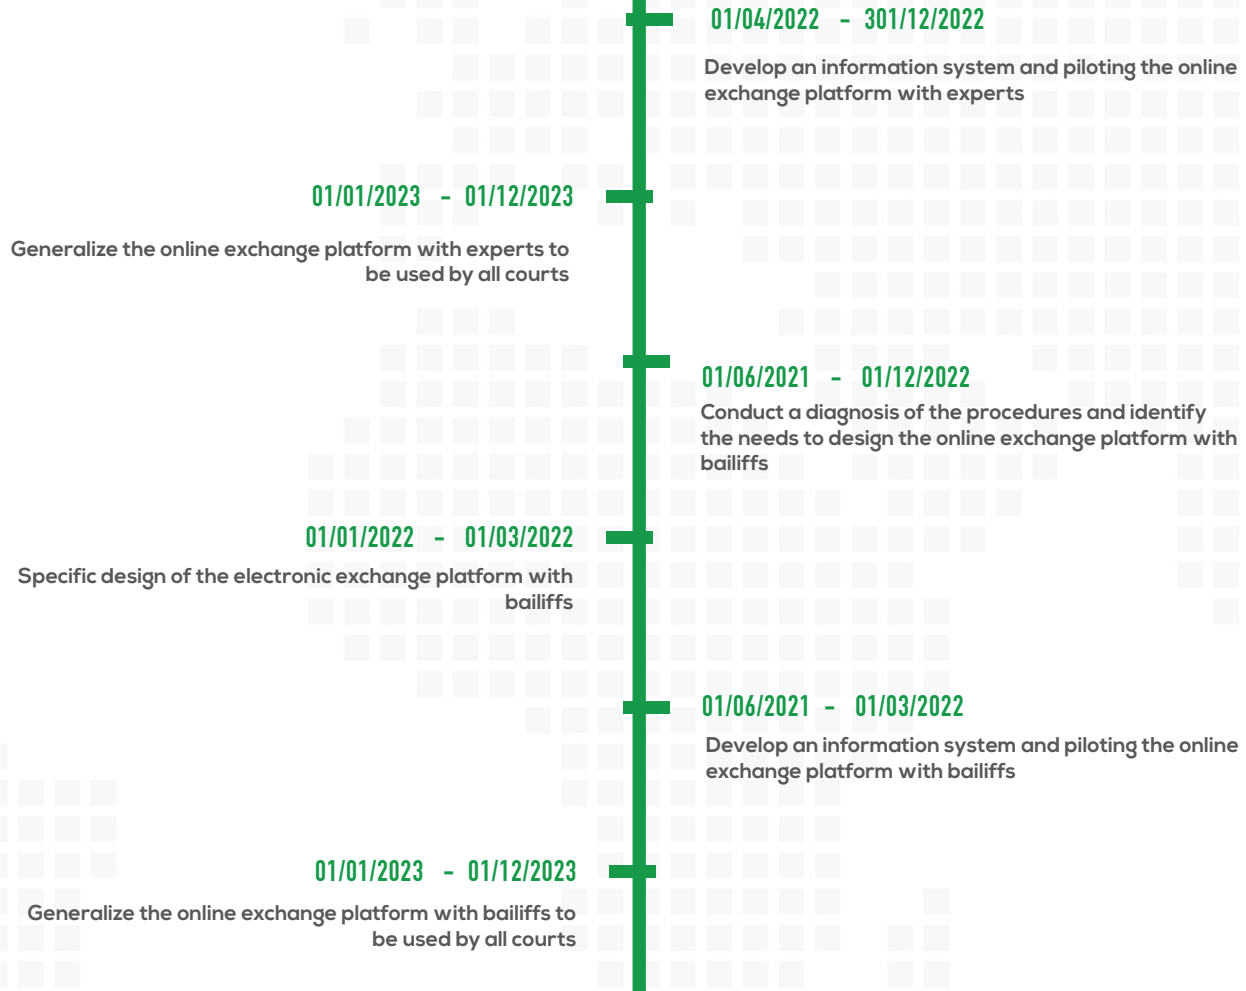 01/04/2022 - 301/12/2022
Develop an information system and piloting the online
exchange platform with experts
01/01/2023 - 01/12/2023
Generalize the online exchange platform with experts to
be used by all courts
01/06/2021 - 01/12/2022
Conduct a diagnosis of the procedures and identify
the needs to design the online exchange platform with
bailiffs
01/01/2022 - 01/03/2022
Specific design of the electronic exchange platform with
bailiffs
01/06/2021 - 01/03/2022
Develop an information system and piloting the online
exchange platform with bailiffs
01/01/2023 - 01/12/2023
Generalize the online exchange platform with bailiffs to
be used by all courts